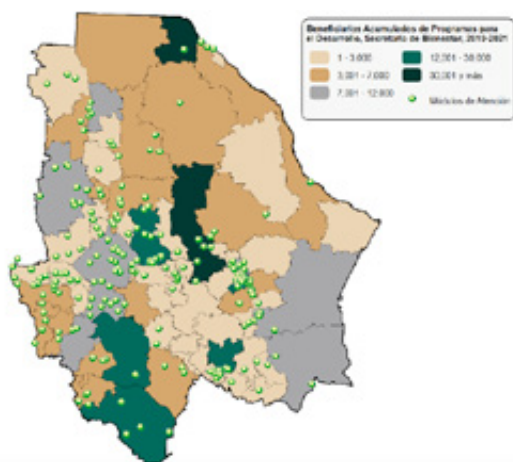 Beneficiarios Acumulados de Programas para
el Desarrollo, Secretaría de Bienestar, 2019-2021
1 - 3,000
3,001 - 7,000
7,001 - 12,000
12,001 - 30,000
30,001 y más
Módulos de Atención